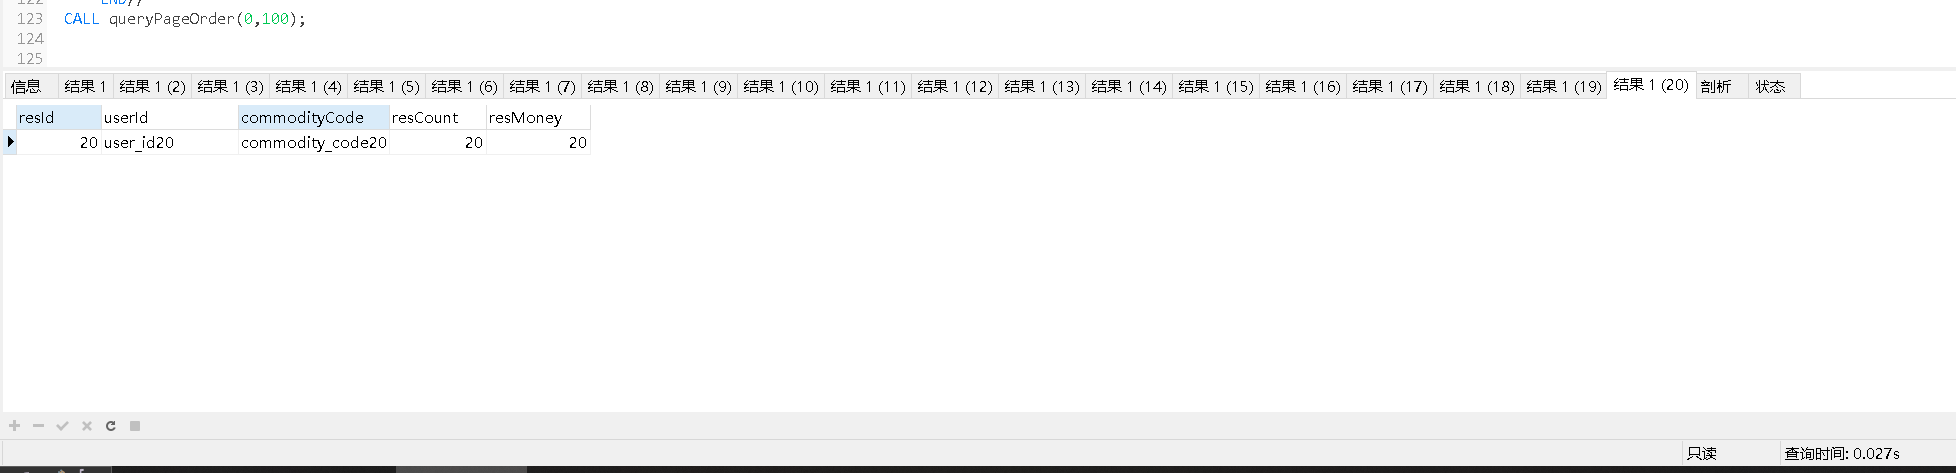 122 END//
123 CALL queryPageOrder(0,100);
124
125
信息 结果 1 结果 1 (2) 结果 1 (3) 结果 1 (4) 结果 1 (5) 结果 1 (6) 结果 1 (7) 结果 1 (8) 结果 1 (9) 结果 1 (10) 结果 1 (11) 结果 1 (12) 结果 1 (13) 结果 1 (14) 结果 1 (15) 结果 1 (16) 结果 1 (17) 结果 1 (18) 结果 1 (19) 结果 1 (20) 剖析 状态
resId userId commodityCode resCount resMoney
20 user_id20 commodity_code20 20 20
只读 查询时间: 0.027s